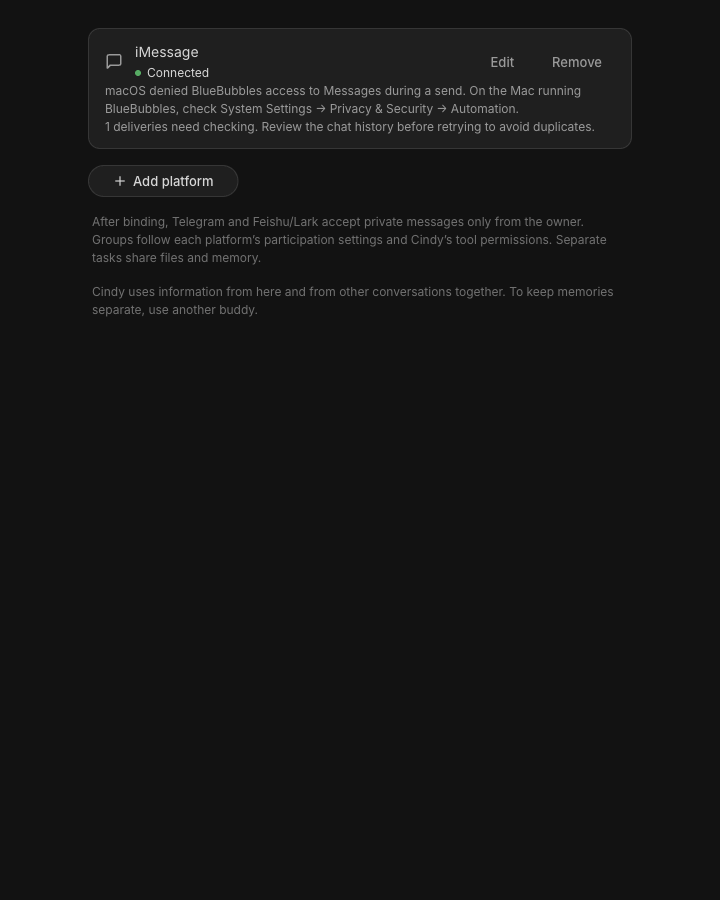 iMessage
Connected
Edit
Remove
macOS denied BlueBubbles access to Messages during a send. On the Mac running
BlueBubbles, check System Settings → Privacy & Security → Automation.
1 deliveries need checking. Review the chat history before retrying to avoid duplicates.
Add platform
After binding, Telegram and Feishu/Lark accept private messages only from the owner.
Groups follow each platform’s participation settings and Cindy’s tool permissions. Separate
tasks share files and memory.
Cindy uses information from here and from other conversations together. To keep memories
separate, use another buddy.